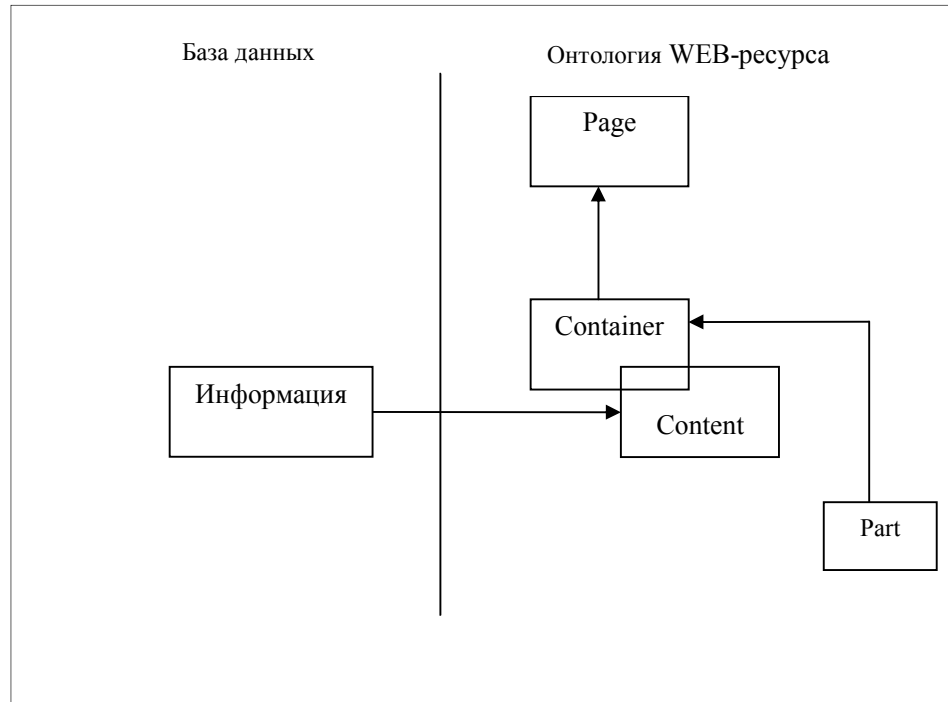 База данных
Онтология WEB-ресурса
Page
Container
Информация
Content
Part